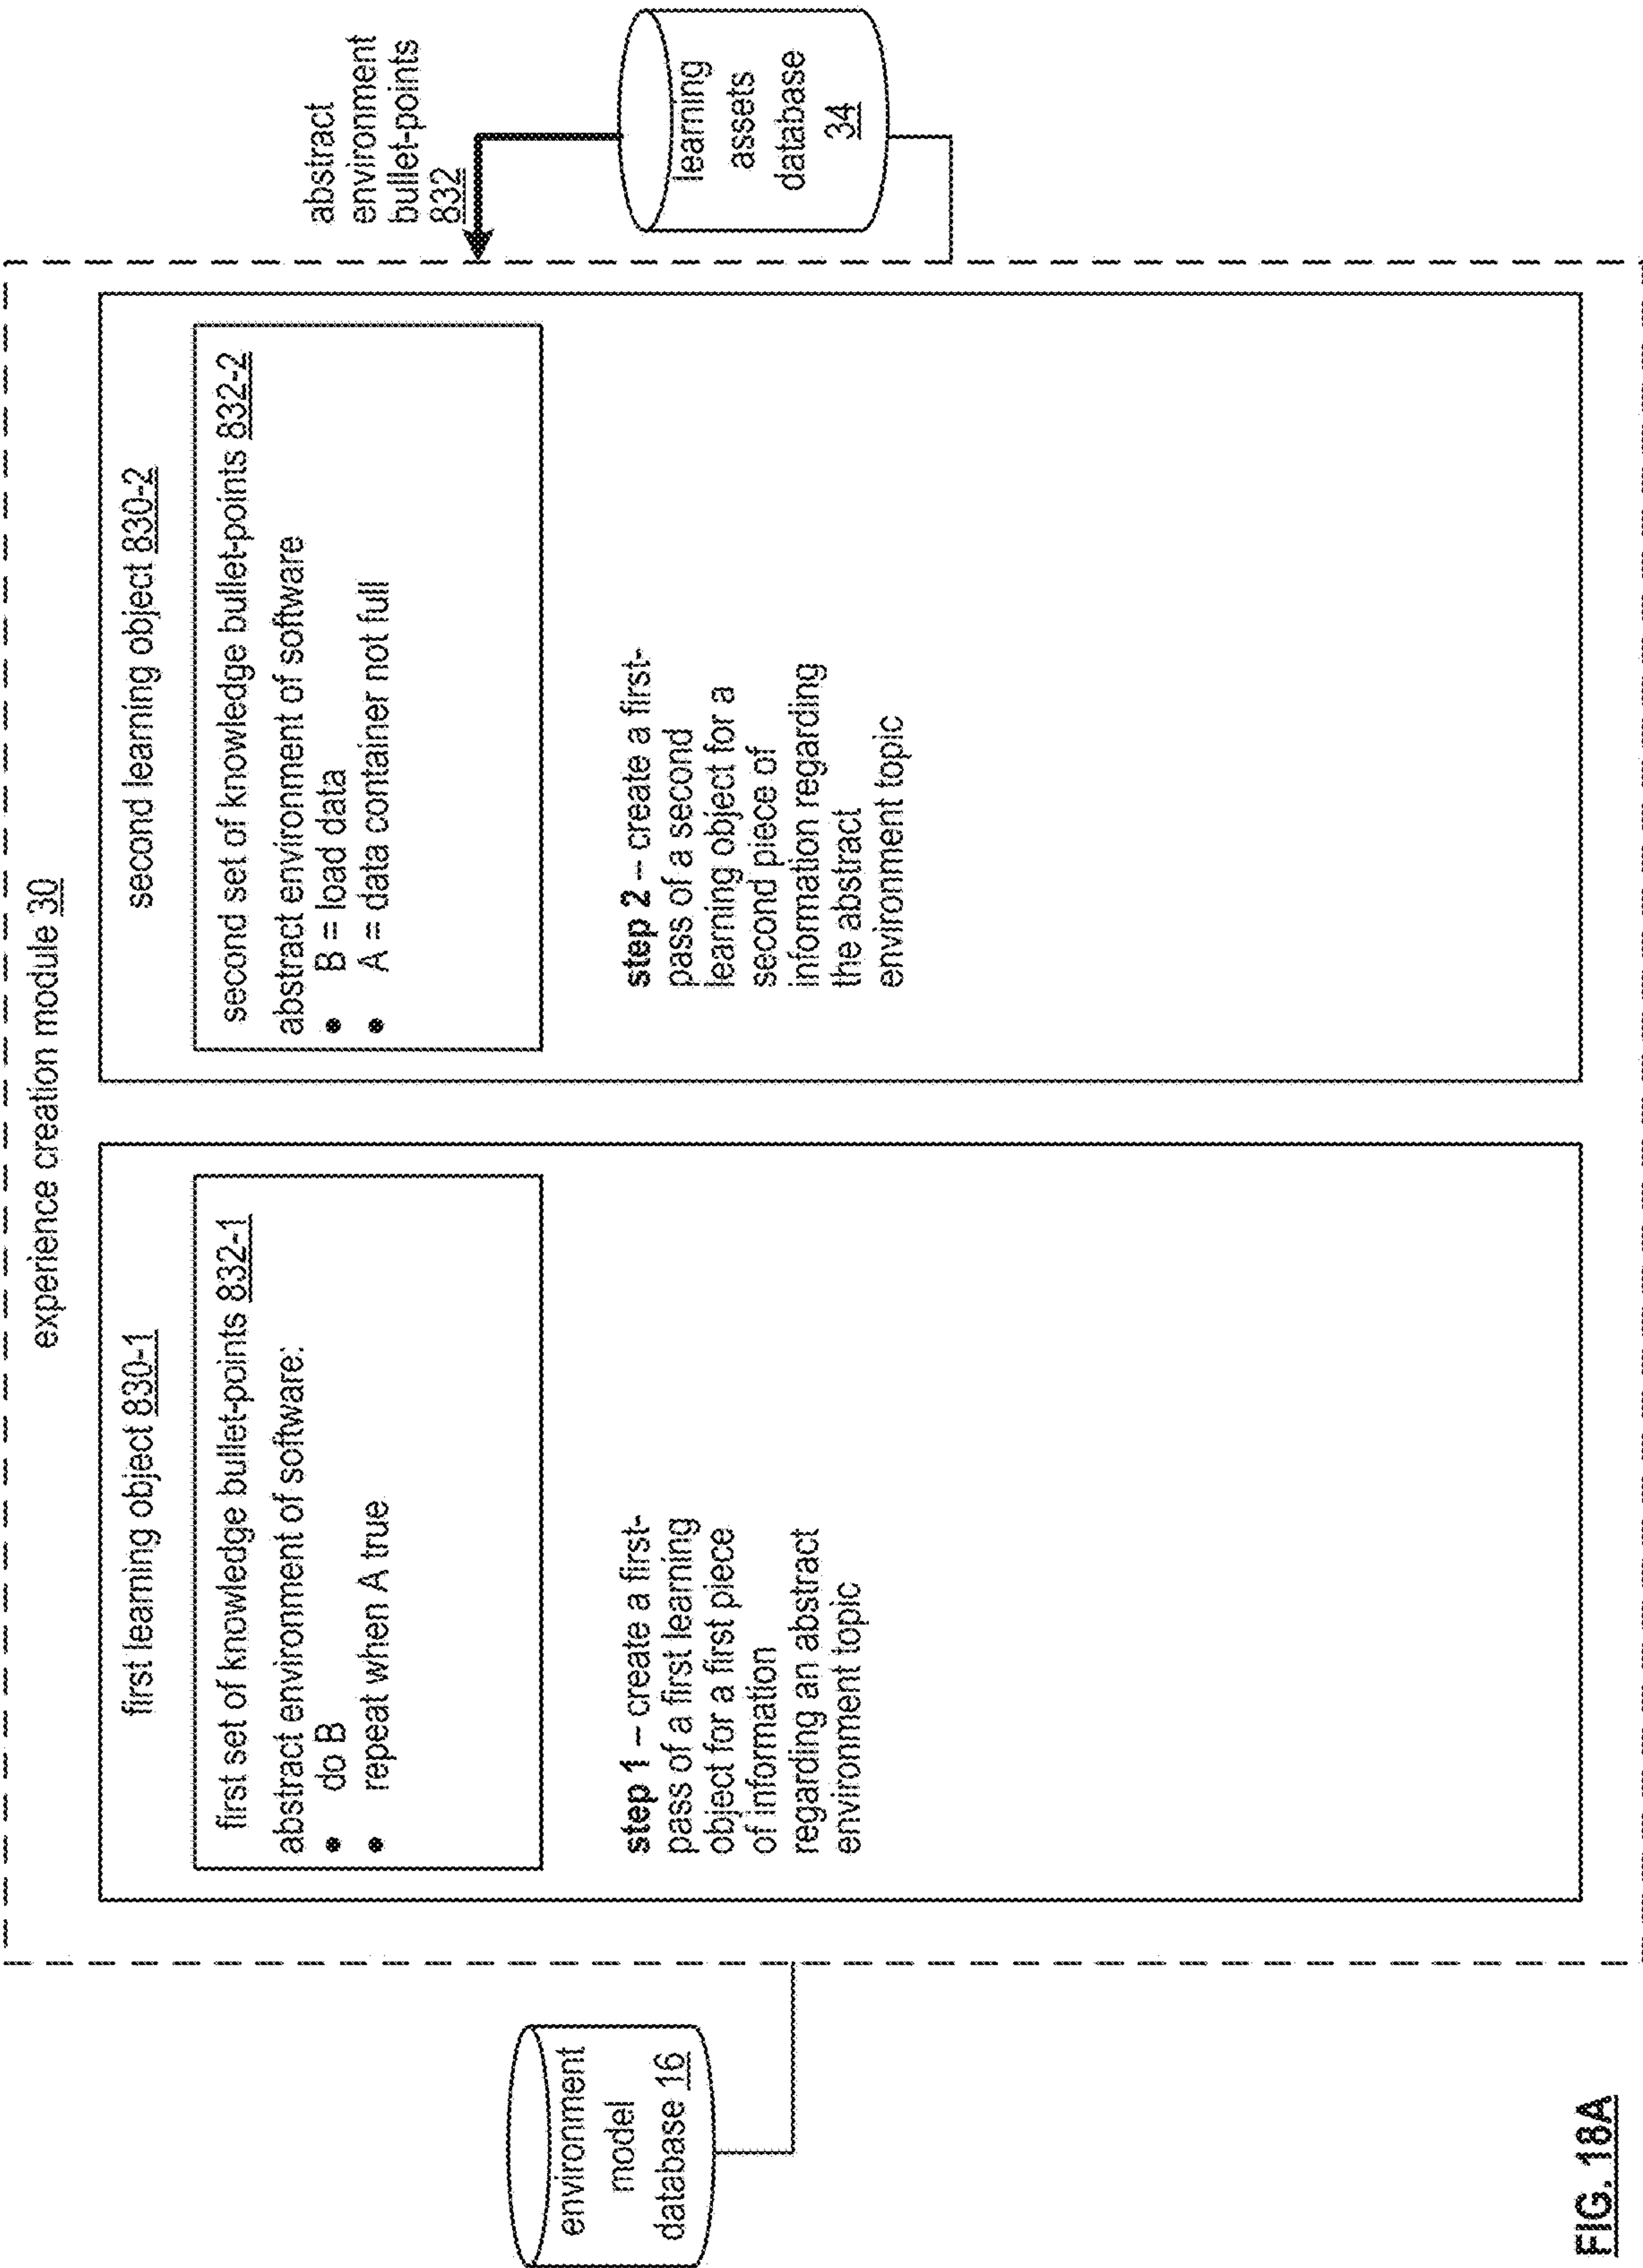 experience creation module 30
environment
model
database 16
first learning object 830-1
first set of knowledge bullet-points 832-1
abstract environment of software:
• do B
• repeat when A true
step 1 – create a first-
pass of a first learning
object for a first piece
of information
regarding an abstract
environment topic
second learning object 830-2
second set of knowledge bullet-points 832-2
abstract environment of software
• B = load data
• A = data container not full
step 2 – create a first-
pass of a second
learning object for a
second piece of
information regarding
the abstract
environment topic
abstract
environment
bullet-points
832
learning
assets
database
34
FIG. 18A